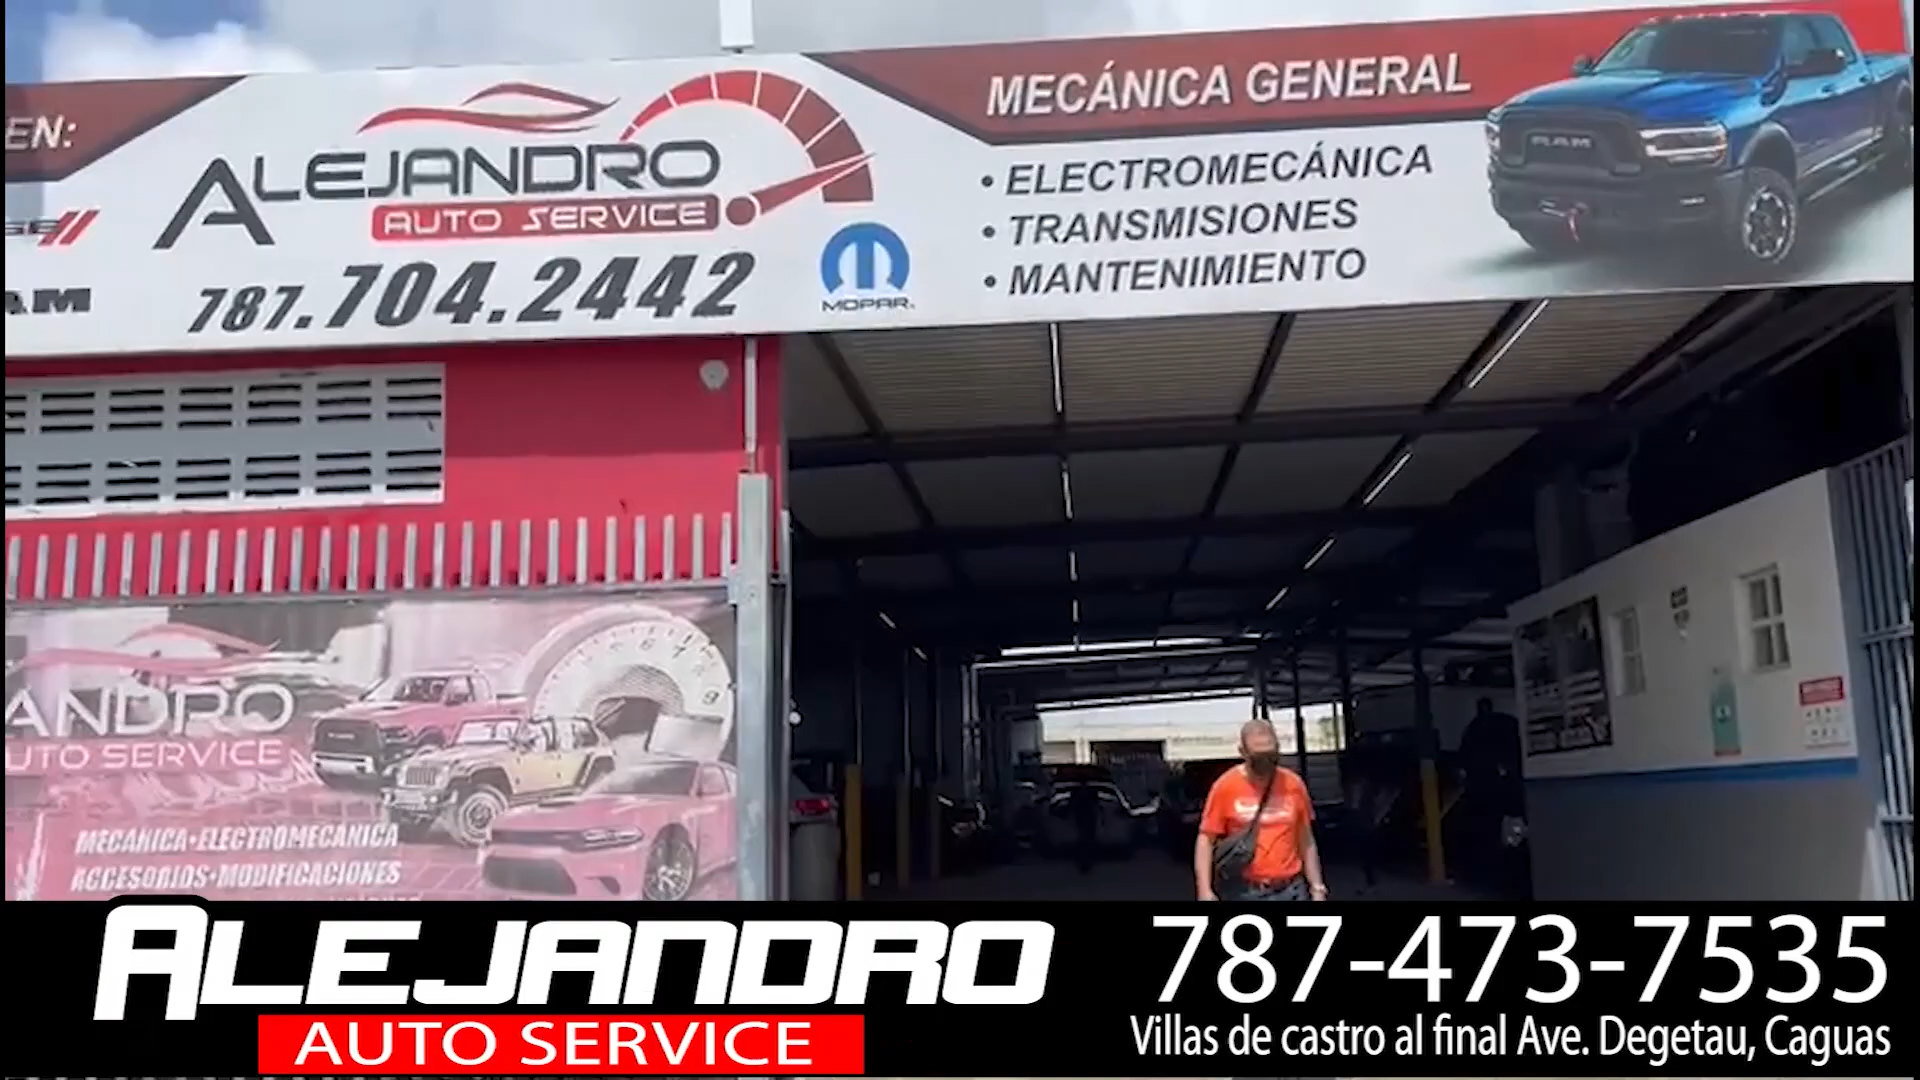 EN:
ALEJANDRO
AUTO SERVICE
787.704.2442
MOPAR
MECÁNICA GENERAL
• ELECTROMECÁNICA
• TRANSMISIONES
• MANTENIMIENTO
RAM
AM
ANDRO
UTO SERVICE
MECANICA•ELECTROMECANICA
ACCESORIOS•MODIFICACIONES
ALEJANDRO
AUTO SERVICE
787-473-7535
Villas de castro al final Ave. Degetau, Caguas